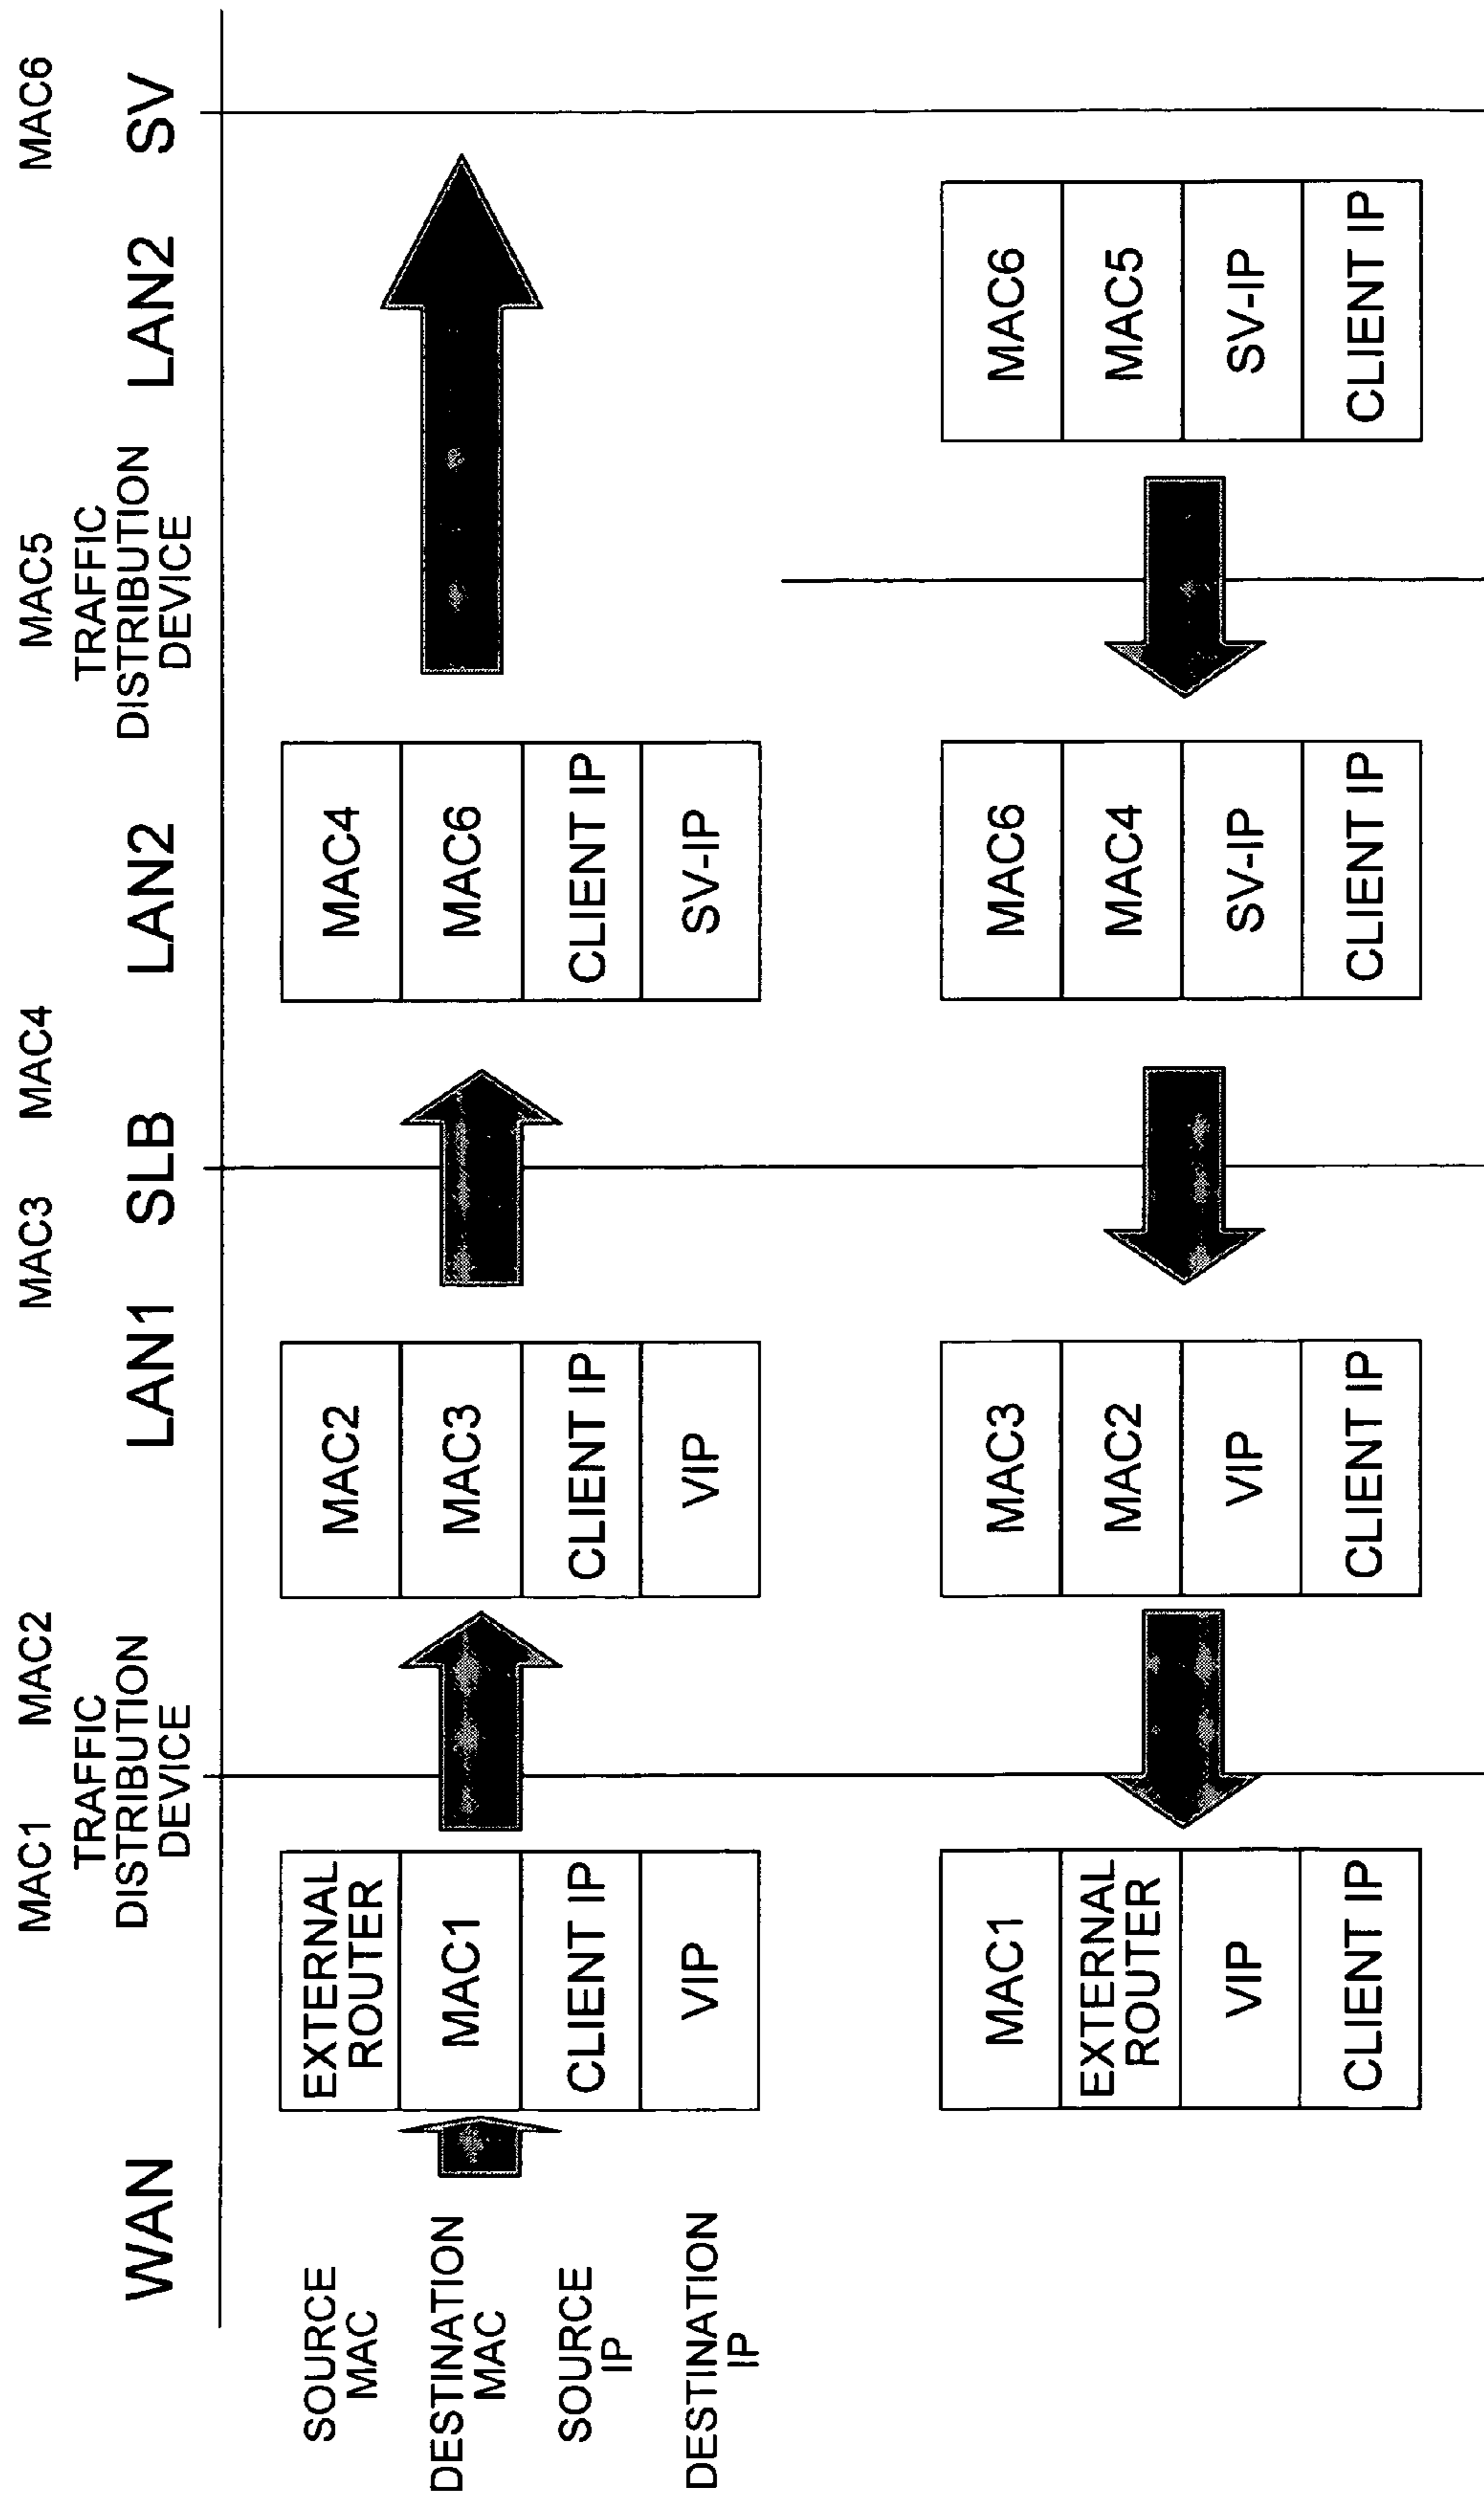 MAC1
MAC2
MAC3
MAC4
MAC5
MAC6
WAN
TRAFFIC
DISTRIBUTION
DEVICE
LAN1
SLB
LAN2
TRAFFIC
DISTRIBUTION
DEVICE
LAN2
SV
SOURCE
MAC
DESTINATION
MAC
SOURCE
IP
DESTINATION
IP
EXTERNAL
ROUTER
MAC1
CLIENT IP
VIP
MAC2
MAC3
CLIENT IP
VIP
MAC4
MAC6
CLIENT IP
SV-IP
MAC1
EXTERNAL
ROUTER
VIP
CLIENT IP
MAC3
MAC2
VIP
CLIENT IP
MAC6
MAC4
SV-IP
CLIENT IP
MAC6
MAC5
SV-IP
CLIENT IP